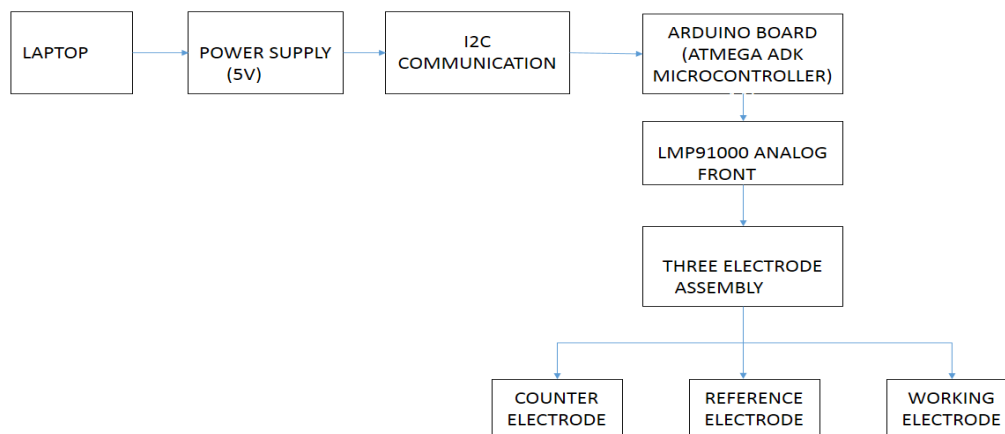 LAPTOP
POWER SUPPLY
(5V)
I2C
COMMUNICATION
ARDUINO BOARD
(ATMEGA ADK
MICROCONTROLLER)
LMP91000 ANALOG
FRONT
THREE ELECTRODE
ASSEMBLY
COUNTER
ELECTRODE
REFERENCE
ELECTRODE
WORKING
ELECTRODE